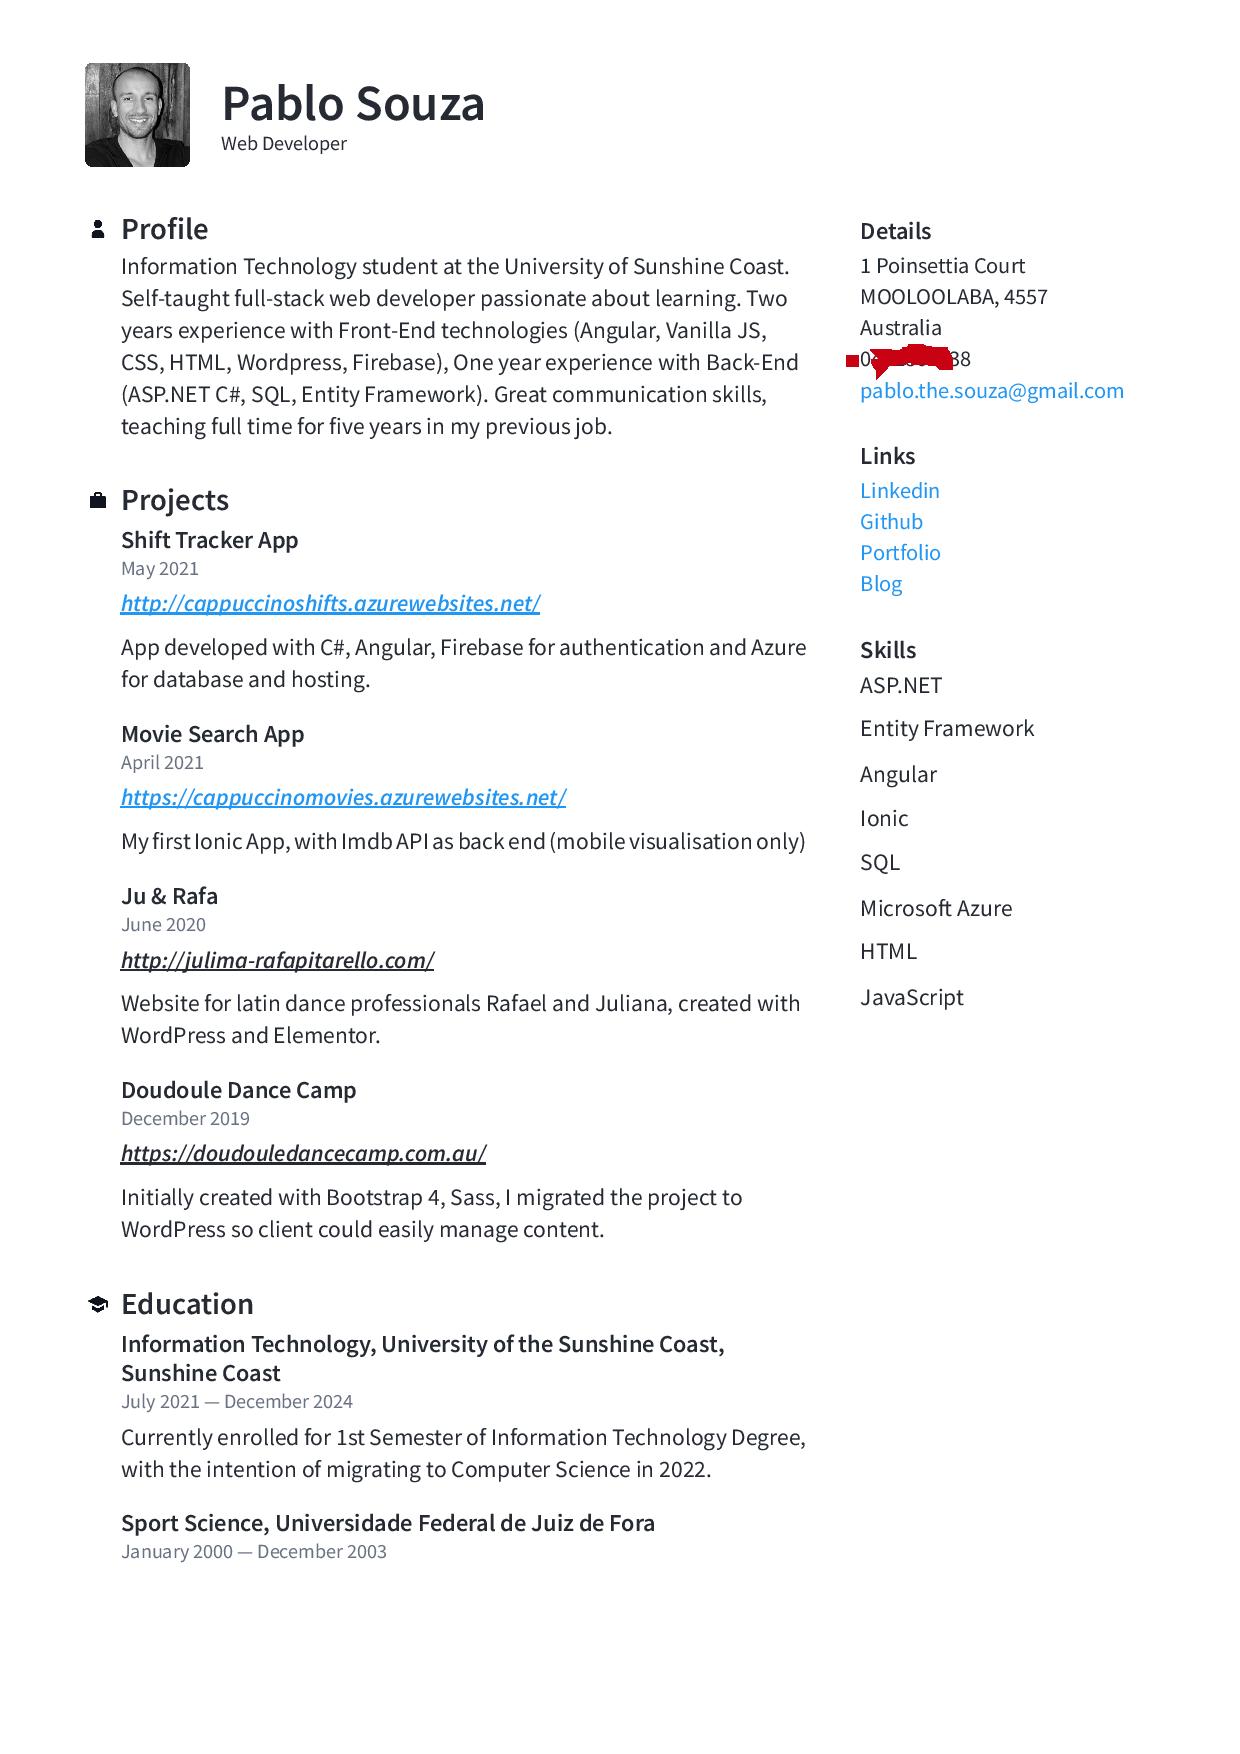 Pablo Souza
Web Developer
Profile
Information Technology student at the University of Sunshine Coast.
Self-taught full-stack web developer passionate about learning. Two
years experience with Front-End technologies (Angular, Vanilla JS,
CSS, HTML, Wordpress, Firebase), One year experience with Back-End
(ASP.NET C#, SQL, Entity Framework). Great communication skills,
teaching full time for five years in my previous job.
Projects
Shift Tracker App
May 2021
http://cappuccinoshifts.azurewebsites.net/
App developed with C#, Angular, Firebase for authentication and Azure
for database and hosting.
Movie Search App
April 2021
https://cappuccinomovies.azurewebsites.net/
My first Ionic App, with Imdb API as back end (mobile visualisation only)
Ju & Rafa
June 2020
http://julima-rafapitarello.com/
Website for latin dance professionals Rafael and Juliana, created with
WordPress and Elementor.
Doudoule Dance Camp
December 2019
https://doudouledancecamp.com.au/
Initially created with Bootstrap 4, Sass, I migrated the project to
WordPress so client could easily manage content.
Education
Information Technology, University of the Sunshine Coast,
Sunshine Coast
July 2021 — December 2024
Currently enrolled for 1st Semester of Information Technology Degree,
with the intention of migrating to Computer Science in 2022.
Sport Science, Universidade Federal de Juiz de Fora
January 2000 — December 2003
Details
1 Poinsettia Court
MOOLOOLABA, 4557
Australia
pablo.the.souza@gmail.com
Links
Linkedin
Github
Portfolio
Blog
Skills
ASP.NET
Entity Framework
Angular
Ionic
SQL
Microsoft Azure
HTML
JavaScript